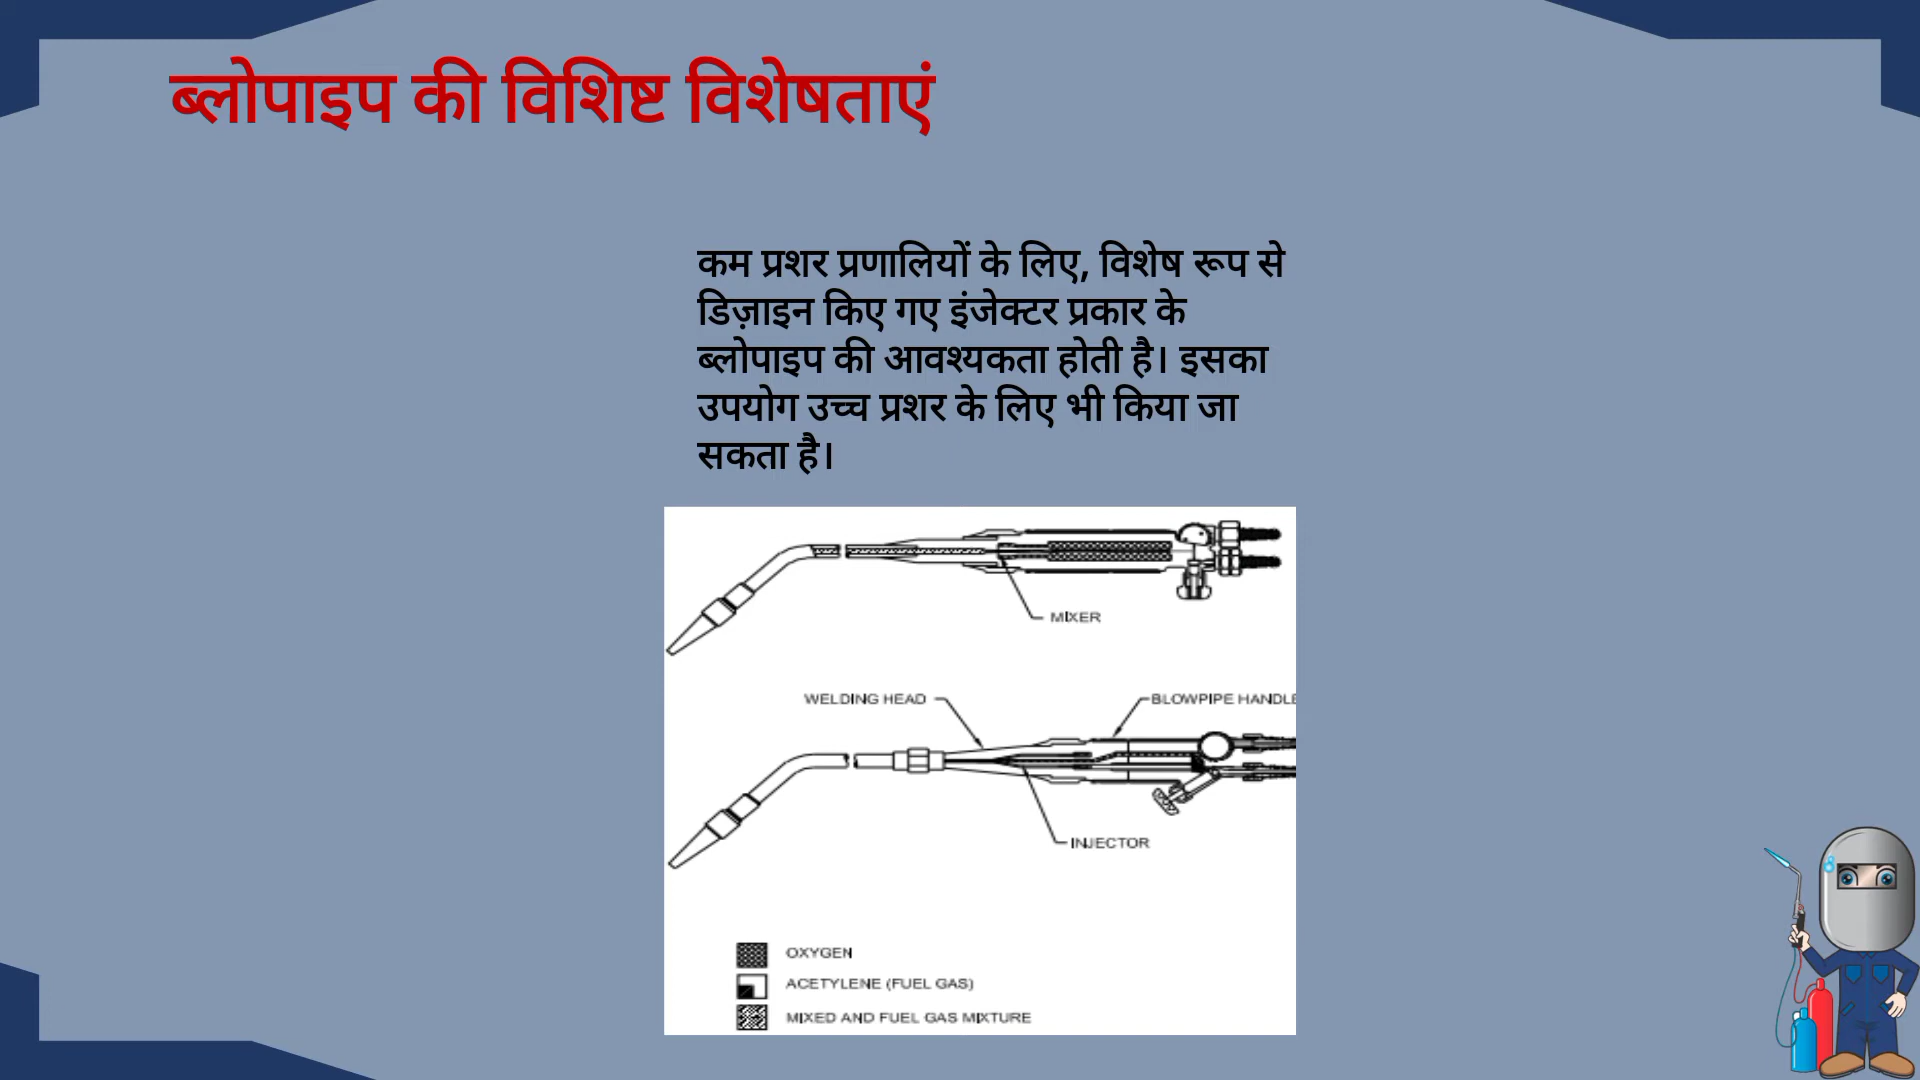 ब्लोपाइप की विशिष्ट विशेषताएं
कम प्रशर प्रणालियों के लिए, विशेष रूप से
डिज़ाइन किए गए इंजेक्टर प्रकार के
ब्लोपाइप की आवश्यकता होती है। इसका
उपयोग उच्च प्रशर के लिए भी किया जा
सकता है।
MIXER
WELDING HEAD
BLOWPIPE HANDLE
INJECTOR
OXYGEN
ACETYLENE (FUEL GAS)
MIXED AND FUEL GAS MIXTURE